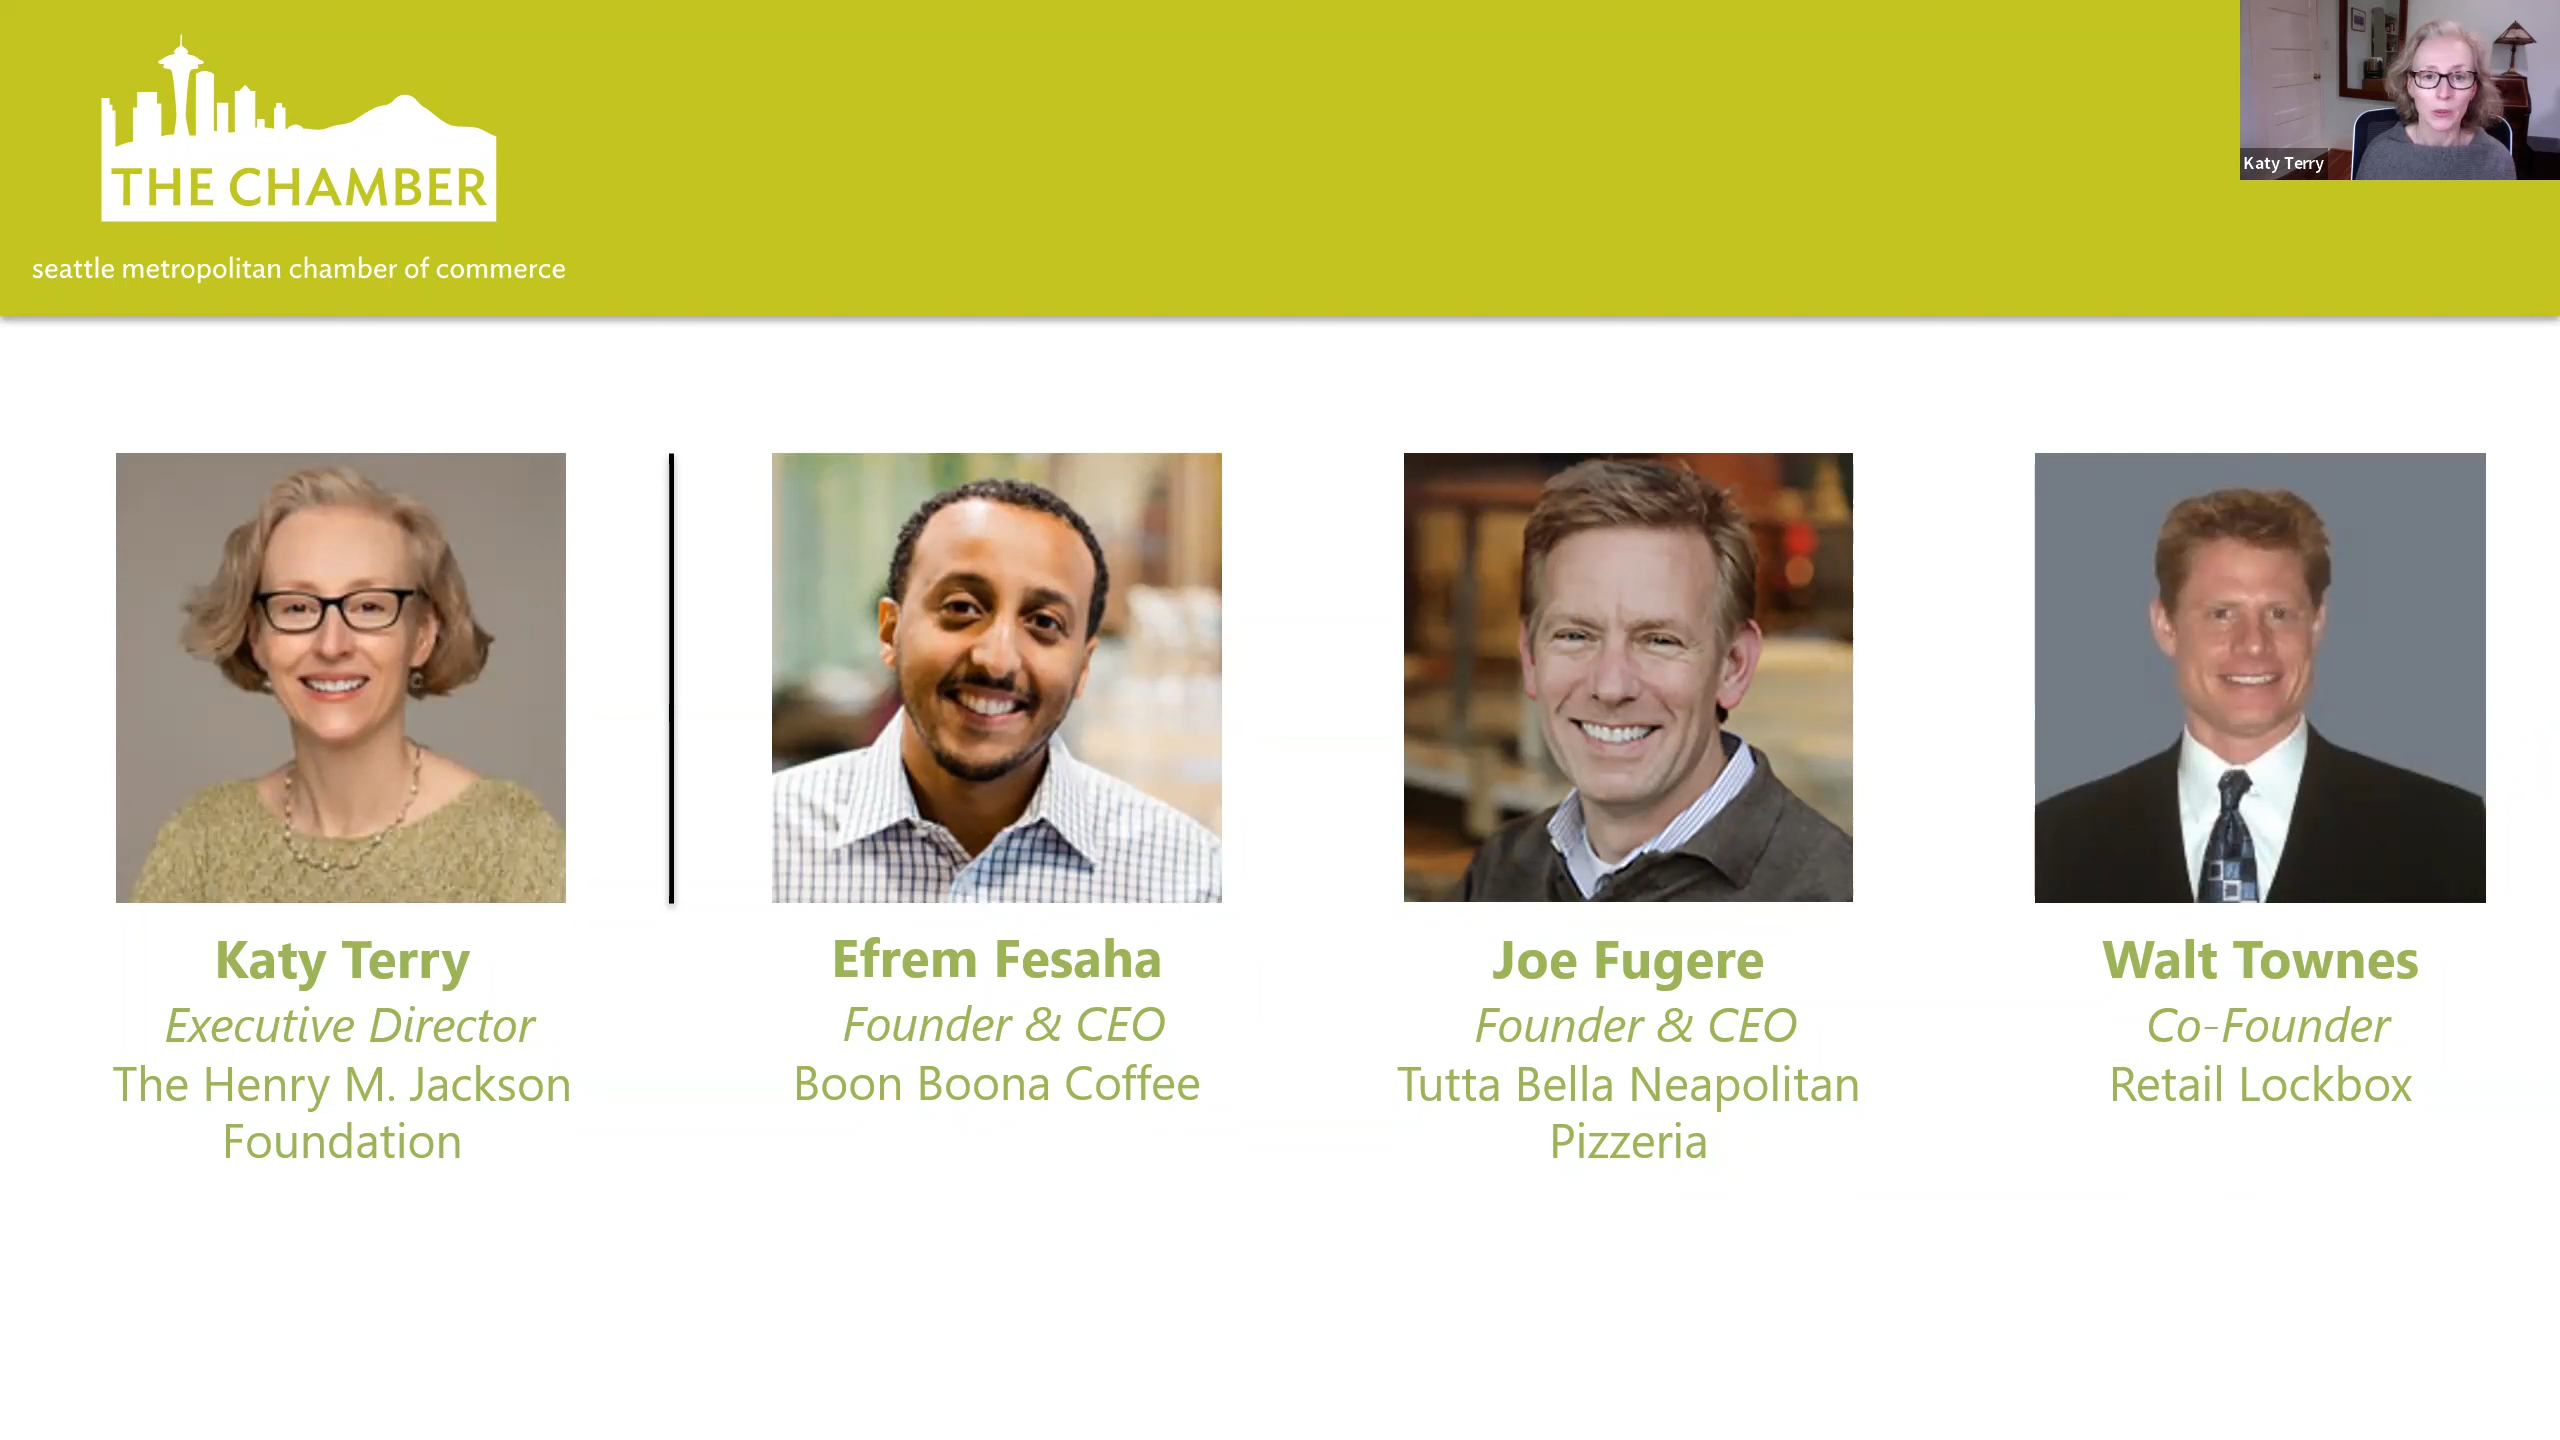 THE CHAMBER
seattle metropolitan chamber of commerce
Katy Terry
Katy Terry
Executive Director
The Henry M. Jackson
Foundation
Efrem Fesaha
Founder & CEO
Boon Boona Coffee
Joe Fugere
Founder & CEO
Tutta Bella Neapolitan
Pizzeria
Walt Townes
Co-Founder
Retail Lockbox